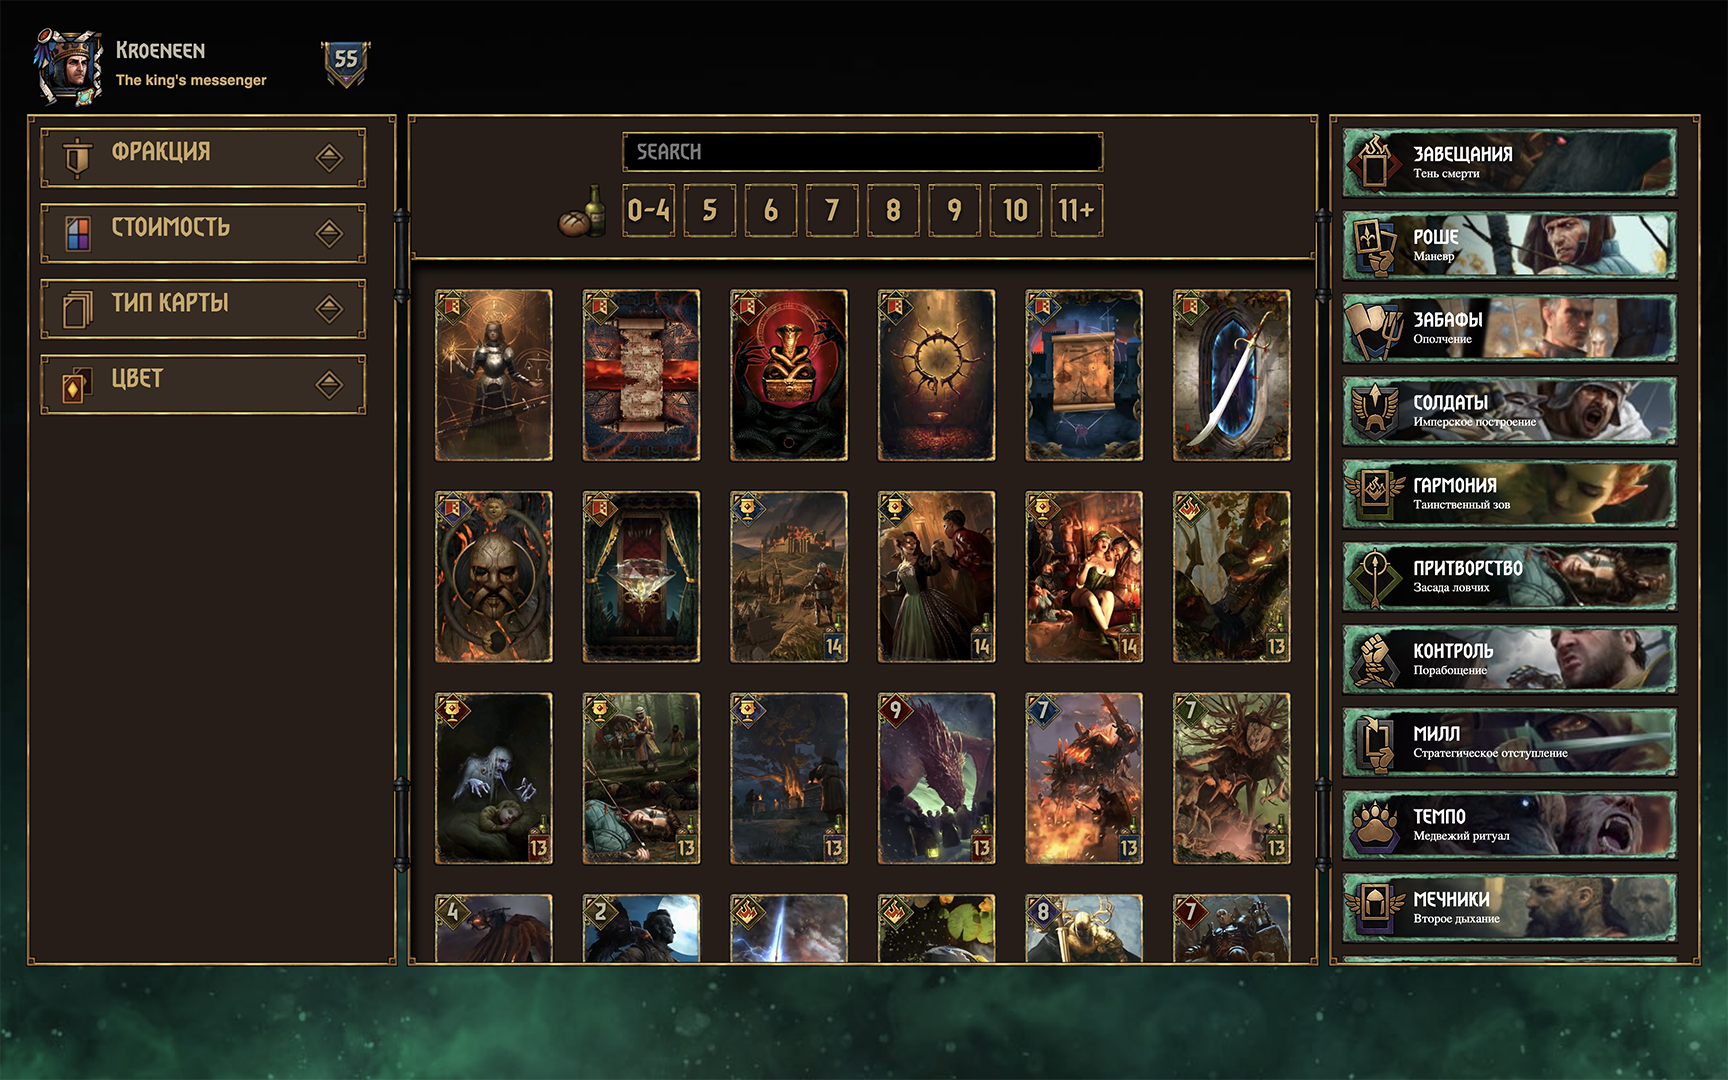 Kroeneen
The king's messenger
55
ФРАКЦИЯ
СТОИМОСТЬ
ТИП КАРТЫ
ЦВЕТ
SEARCH
0-4 5 6 7 8 9 10 11+
14 14 14 13
9 7 7
13 13 13 13 13 13
4 2 8 7
ЗАВЕЩАНИЯ
Тень смерти
РОШЕ
Маневр
ЗАБАФЫ
Ополчение
СОЛДАТЫ
Имперское построение
ГАРМОНИЯ
Таинственный зов
ПРИТВОРСТВО
Засада ловчих
КОНТРОЛЬ
Порабощение
МИЛЛ
Стратегическое отступление
ТЕМПО
Медвежий ритуал
МЕЧНИКИ
Второе дыхание